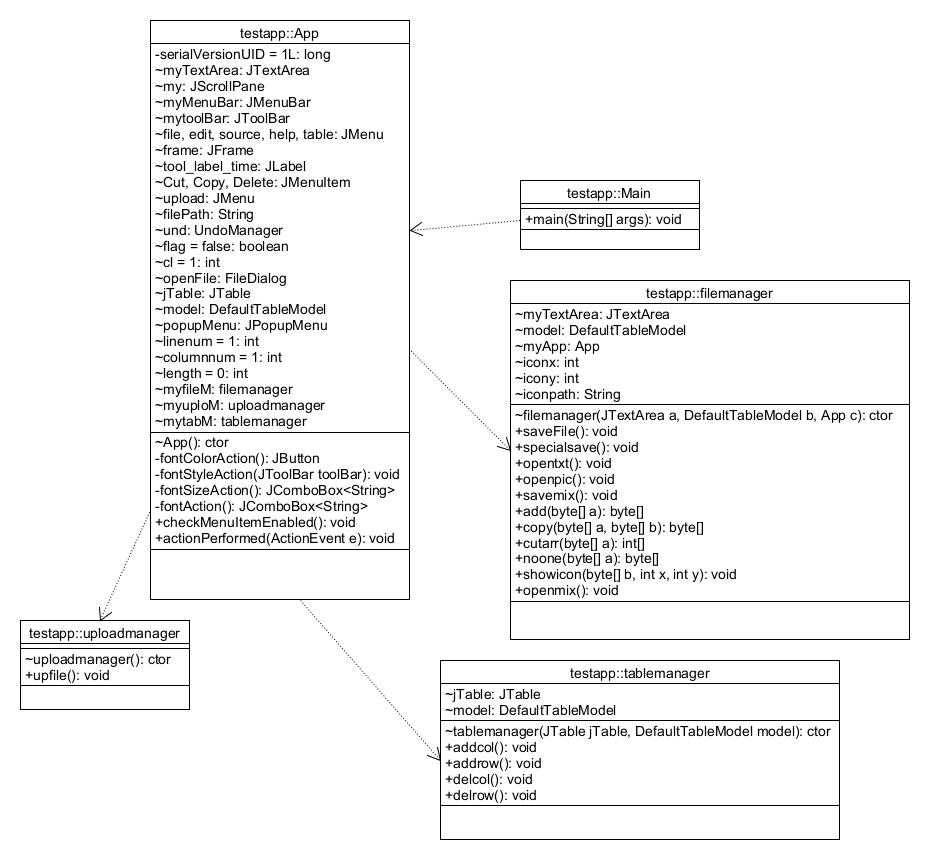 testapp::App
-serialVersionUID = 1L: long
~myTextArea: JTextArea
~my: JScrollPane
~myMenuBar: JMenuBar
~mytoolBar: JToolBar
~file, edit, source, help, table: JMenu
~frame: JFrame
~tool_label_time: JLabel
~Cut, Copy, Delete: JMenuItem
~upload: JMenu
~filePath: String
~und: UndoManager
~flag = false: boolean
~cl = 1: int
~openFile: FileDialog
~jTable: JTable
~model: DefaultTableModel
~popupMenu: JPopupMenu
~linenum = 1: int
~columnnum = 1: int
~length = 0: int
~myfileM: filemanager
~myuploM: uploadmanager
~mytabM: tablemanager
~App(): ctor
-fontColorAction(): JButton
-fontStyleAction(JToolBar toolBar): void
-fontSizeAction(): JComboBox<String>
-fontAction(): JComboBox<String>
+checkMenuItemEnabled(): void
+actionPerformed(ActionEvent e): void
testapp::Main
+main(String[] args): void
testapp::filemanager
~myTextArea: JTextArea
~model: DefaultTableModel
~myApp: App
~iconx: int
~icony: int
~iconpath: String
~filemanager(JTextArea a, DefaultTableModel b, App c): ctor
+saveFile(): void
+specialsave(): void
+opentxt(): void
+openpic(): void
+savemix(): void
+add(byte[] a): byte[]
+copy(byte[] a, byte[] b): byte[]
+cutarr(byte[] a): int[]
+noone(byte[] a): byte[]
+showicon(byte[] b, int x, int y): void
+openmix(): void
testapp::uploadmanager
~uploadmanager(): ctor
+upfile(): void
testapp::tablemanager
~jTable: JTable
~model: DefaultTableModel
~tablemanager(JTable jTable, DefaultTableModel model): ctor
+addcol(): void
+addrow(): void
+delcol(): void
+delrow(): void